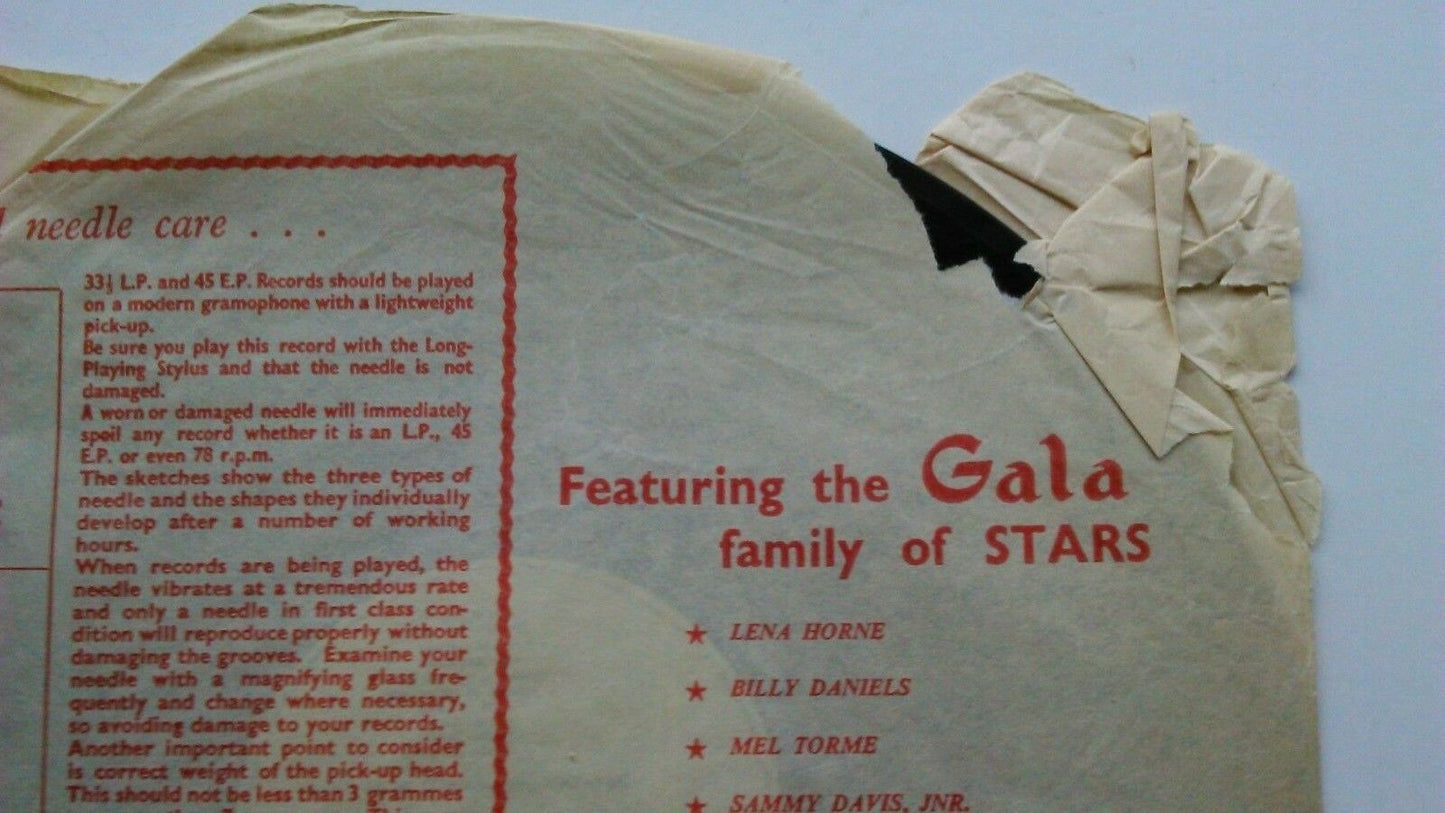 needle care . . .
33⅓ L.P. and 45 E.P. Records should be played
on a modern gramophone with a lightweight
pick-up.
Be sure you play this record with the Long-
Playing Stylus and that the needle is not
damaged.
A worn or damaged needle will immediately
spoil any record whether it is an L.P., 45
E.P. or even 78 r.p.m.
The sketches show the three types of
needle and the shapes they individually
develop after a number of working
hours.
When records are being played, the
needle vibrates at a tremendous rate
and only a needle in first class con-
dition will reproduce properly without
damaging the grooves. Examine your
needle with a magnifying glass fre-
quently and change where necessary,
so avoiding damage to your records.
Another important point to consider
is correct weight of the pick-up head.
This should not be less than 3 grammes
Featuring the Gala
family of STARS
★ LENA HORNE
★ BILLY DANIELS
★ MEL TORME
★ SAMMY DAVIS, JNR.